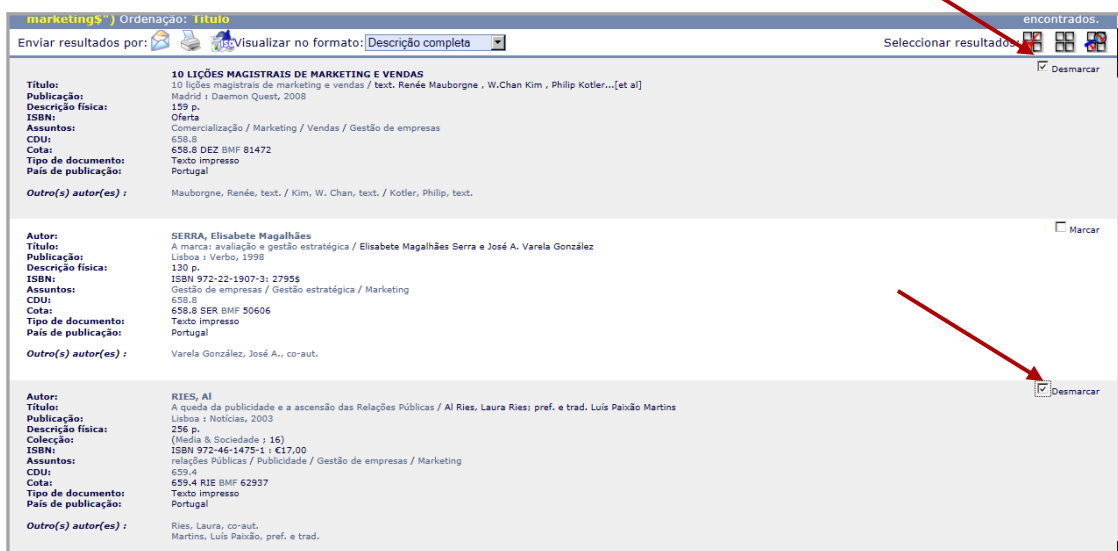 marketing$") Ordenação: Título encontrados.
Enviar resultados por: ISO Visualizar no formato: Descrição completa Seleccionar resultados:
10 LIÇÕES MAGISTRAIS DE MARKETING E VENDAS Desmarcar
Título: 10 lições magistrais de marketing e vendas / text. Renée Mauborgne , W.Chan Kim , Philip Kotler...[et al]
Publicação: Madrid : Daemon Quest, 2008
Descrição física: 159 p.
ISBN: Oferta
Assuntos: Comercialização / Marketing / Vendas / Gestão de empresas
CDU: 658.8
Cota: 658.8 DEZ BMF 81472
Tipo de documento: Texto impresso
País de publicação: Portugal
Outro(s) autor(es) : Mauborgne, Renée, text. / Kim, W. Chan, text. / Kotler, Philip, text.
Marcar
Autor: SERRA, Elisabete Magalhães
Título: A marca: avaliação e gestão estratégica / Elisabete Magalhães Serra e José A. Varela González
Publicação: Lisboa : Verbo, 1998
Descrição física: 130 p.
ISBN: ISBN 972-22-1907-3: 2795$
Assuntos: Gestão de empresas / Gestão estratégica / Marketing
CDU: 658.8
Cota: 658.8 SER BMF 50606
Tipo de documento: Texto impresso
País de publicação: Portugal
Outro(s) autor(es) : Varela González, José A., co-aut.
Desmarcar
Autor: RIES, Al
Título: A queda da publicidade e a ascensão das Relações Públicas / Al Ries, Laura Ries; pref. e trad. Luís Paixão Martins
Publicação: Lisboa : Notícias, 2003
Descrição física: 256 p.
Colecção: (Media & Sociedade ; 16)
ISBN: ISBN 972-46-1475-1 : €17,00
Assuntos: relações Públicas / Publicidade / Gestão de empresas / Marketing
CDU: 659.4
Cota: 659.4 RIE BMF 62937
Tipo de documento: Texto impresso
País de publicação: Portugal
Outro(s) autor(es) : Ries, Laura, co-aut.
Martins, Luís Paixão, pref. e trad.